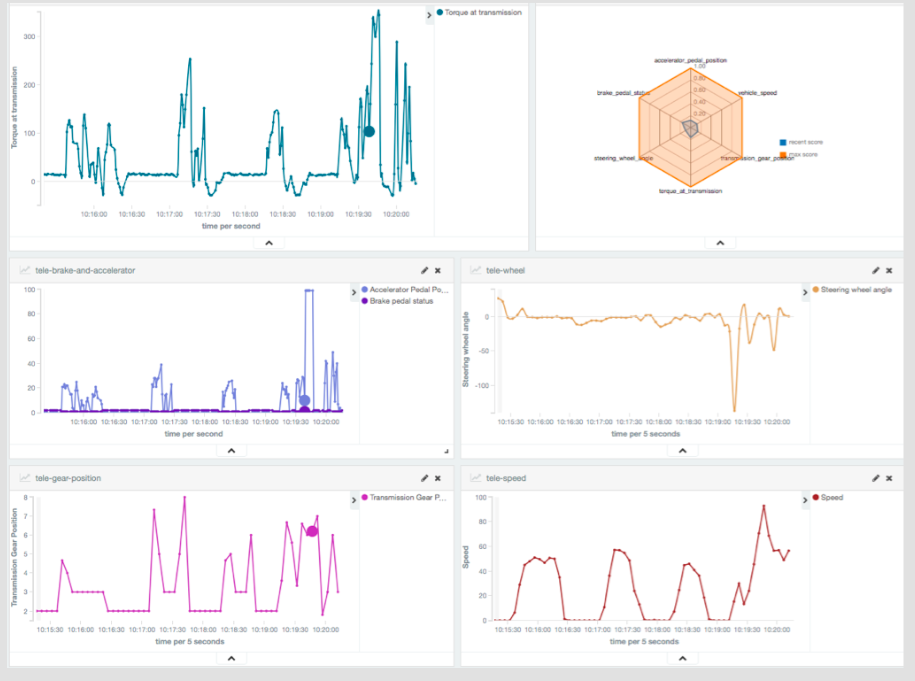 Torque at transmission
300
200
100
0
Torque at transmission
10:16:00 10:16:30 10:17:00 10:17:30 10:18:00 10:18:30 10:19:00 10:19:30 10:20:00
time per second
accelerator_pedal_position
1.00
0.80
0.60
0.40
0.20
brake_pedal_status
vehicle_speed
steering_wheel_angle
transmission_gear_position
torque_at_transmission
recent score
max score
tele-brake-and-accelerator
100
80
60
40
20
0
Accelerator Pedal Po...
Brake pedal status
10:16:00 10:16:30 10:17:00 10:17:30 10:18:00 10:18:30 10:19:00 10:19:30 10:20:00
time per second
tele-wheel
Steering wheel angle
0
-50
-100
Steering wheel angle
10:15:30 10:16:00 10:16:30 10:17:00 10:17:30 10:18:00 10:18:30 10:19:00 10:19:30 10:20:00
time per 5 seconds
tele-gear-position
Transmission Gear Position
8
7
6
5
4
3
2
Transmission Gear P...
10:15:30 10:16:00 10:16:30 10:17:00 10:17:30 10:18:00 10:18:30 10:19:00 10:19:30 10:20:00
time per 5 seconds
tele-speed
Speed
100
80
60
40
20
0
Speed
10:15:30 10:16:00 10:16:30 10:17:00 10:17:30 10:18:00 10:18:30 10:19:00 10:19:30 10:20:00
time per 5 seconds